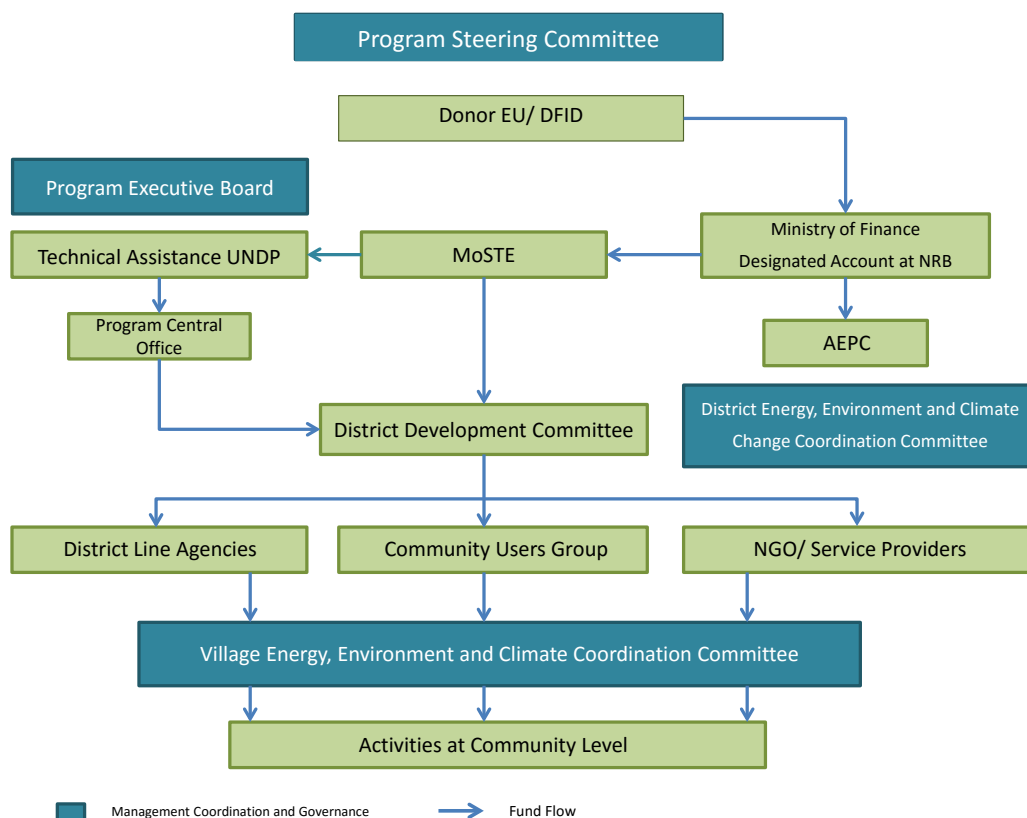 Program Steering Committee
Donor EU/ DFID
Program Executive Board
Technical Assistance UNDP
MoSTE
Ministry of Finance
Designated Account at NRB
Program Central
Office
AEPC
District Energy, Environment and Climate
Change Coordination Committee
District Development Committee
District Line Agencies
Community Users Group
NGO/ Service Providers
Village Energy, Environment and Climate Coordination Committee
Activities at Community Level
Management Coordination and Governance
Fund Flow